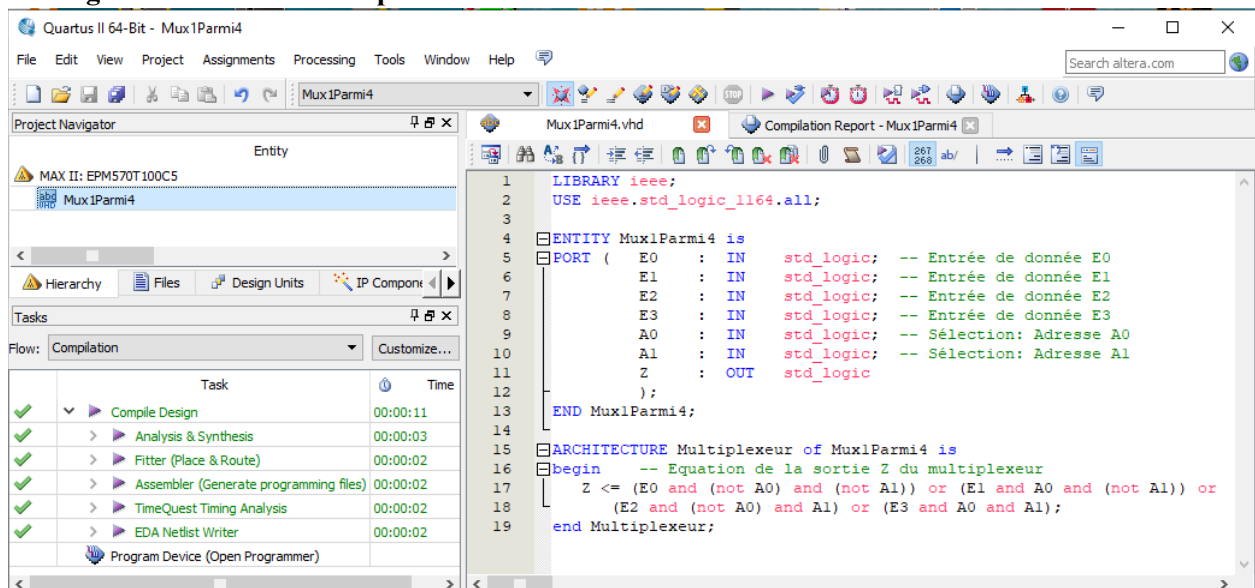 Quartus II 64-Bit - Mux1Parmi4
File Edit View Project Assignments Processing Tools Window Help
Search altera.com
Mux1Parmi4
STOP
Project Navigator
Entity
MAX II: EPM570T100C5
Mux1Parmi4
Hierarchy Files Design Units IP Compone
Tasks
Flow: Compilation Customize...
Task Time
Compile Design 00:00:11
Analysis & Synthesis 00:00:03
Fitter (Place & Route) 00:00:02
Assembler (Generate programming files) 00:00:02
TimeQuest Timing Analysis 00:00:02
EDA Netlist Writer 00:00:02
Program Device (Open Programmer)
Mux1Parmi4.vhd Compilation Report - Mux1Parmi4
267 268 ab/
1 LIBRARY ieee;
2 USE ieee.std_logic_1164.all;
3
4 ENTITY Mux1Parmi4 is
5 PORT ( E0 : IN std_logic; -- Entrée de donnée E0
6 E1 : IN std_logic; -- Entrée de donnée E1
7 E2 : IN std_logic; -- Entrée de donnée E2
8 E3 : IN std_logic; -- Entrée de donnée E3
9 A0 : IN std_logic; -- Sélection: Adresse A0
10 A1 : IN std_logic; -- Sélection: Adresse A1
11 Z : OUT std_logic
12 );
13 END Mux1Parmi4;
14
15 ARCHITECTURE Multiplexeur of Mux1Parmi4 is
16 begin -- Equation de la sortie Z du multiplexeur
17 Z <= (E0 and (not A0) and (not A1)) or (E1 and A0 and (not A1)) or
18 (E2 and (not A0) and A1) or (E3 and A0 and A1);
19 end Multiplexeur;